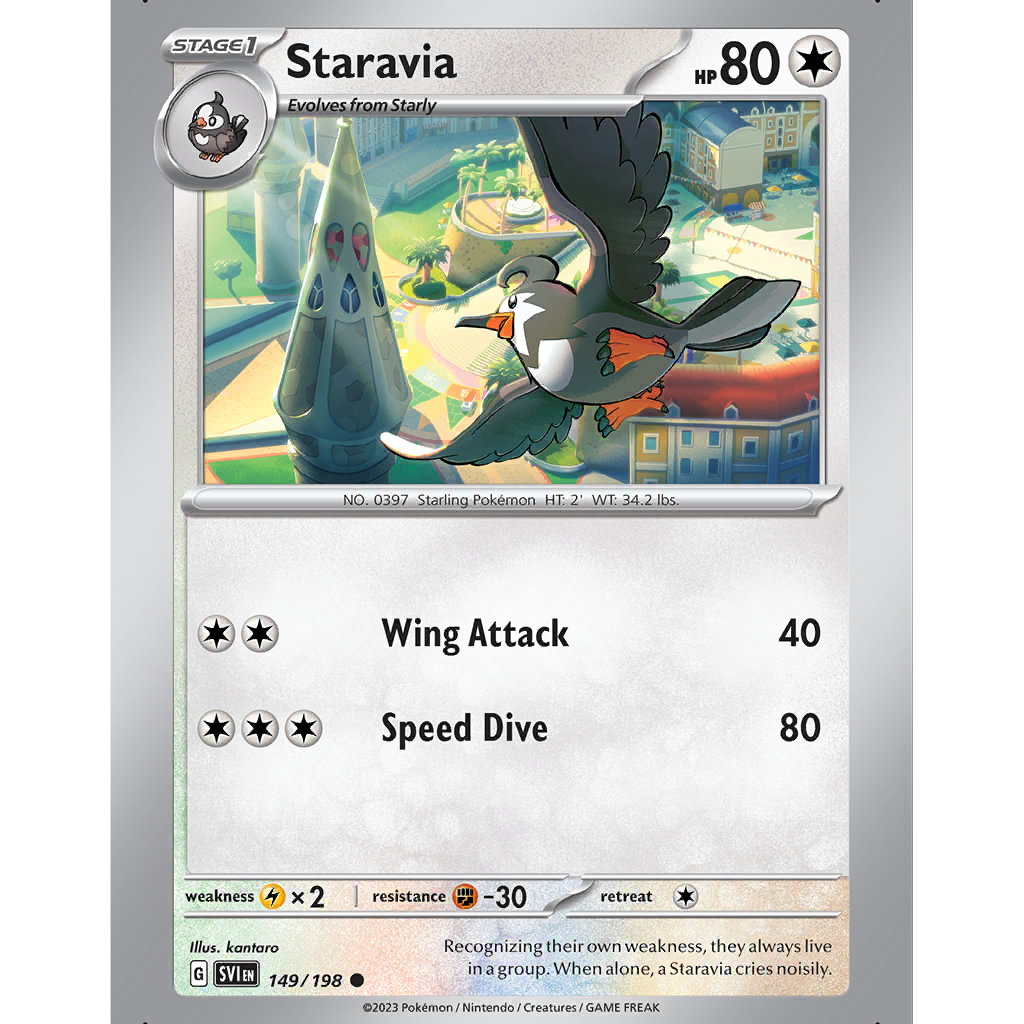 STAGE1
Staravia
HP 80
Evolves from Starly
NO. 0397 Starling Pokémon HT: 2' WT: 34.2 lbs.
Wing Attack 40
Speed Dive 80
weakness ×2 resistance -30 retreat
Illus. kantaro
Recognizing their own weakness, they always live
in a group. When alone, a Staravia cries noisily.
G SVI EN 149/198
©2023 Pokémon / Nintendo / Creatures / GAME FREAK